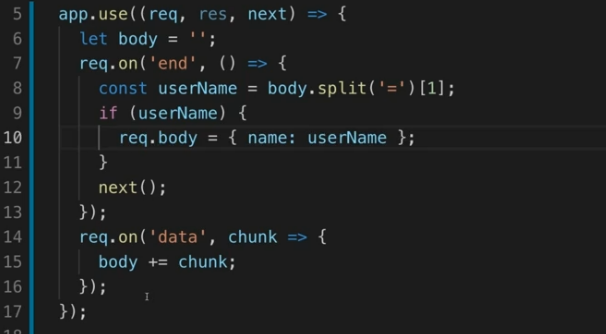 5 app.use((req, res, next) => {
6 let body = '';
7 req.on('end', () => {
8 const userName = body.split('=')[1];
9 if (userName) {
10 req.body = { name: userName };
11 }
12 next();
13 });
14 req.on('data', chunk => {
15 body += chunk;
16 });
17 });